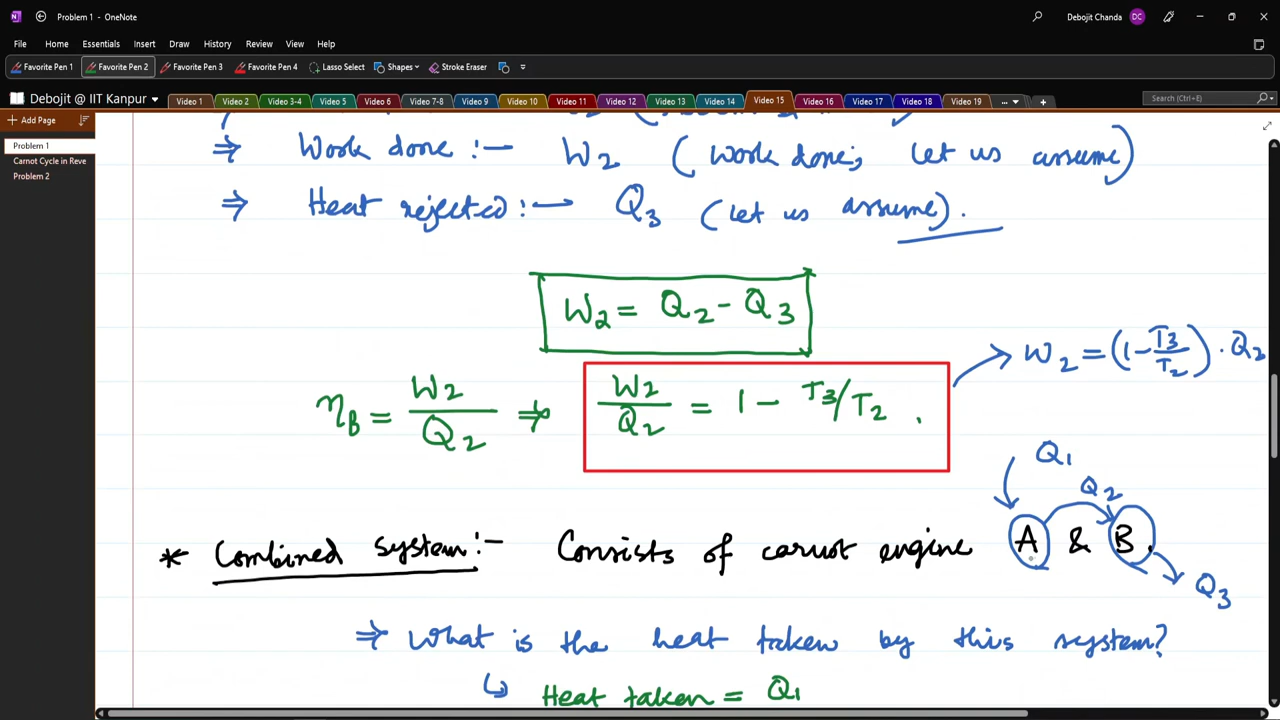 Problem 1 - OneNote
Debojit Chanda DC
File Home Essentials Insert Draw History Review View Help
Favorite Pen 1 Favorite Pen 2 Favorite Pen 3 Favorite Pen 4 Lasso Select Shapes Stroke Eraser
Debojit @ IIT Kanpur Video 1 Video 2 Video 3-4 Video 5 Video 6 Video 7-8 Video 9 Video 10 Video 11 Video 12 Video 13 Video 14 Video 15 Video 16 Video 17 Video 18 Video 19 ... Search (Ctrl+E)
Add Page
Problem 1
Carnot Cycle in Reve
Problem 2
⇒ Work done :- W2 (Work done; let us assume)
⇒ Heat rejected :- Q3 (let us assume).
W2 = Q2 - Q3
→ W2 = (1 - T3/T2) · Q2
ηB = W2/Q2 ⇒ W2/Q2 = 1 - T3/T2 .
Q1
Q2
* Combined system :- Consists of carnot engine A & B.
Q3
⇒ What is the heat taken by this system?
↳ Heat taken = Q1